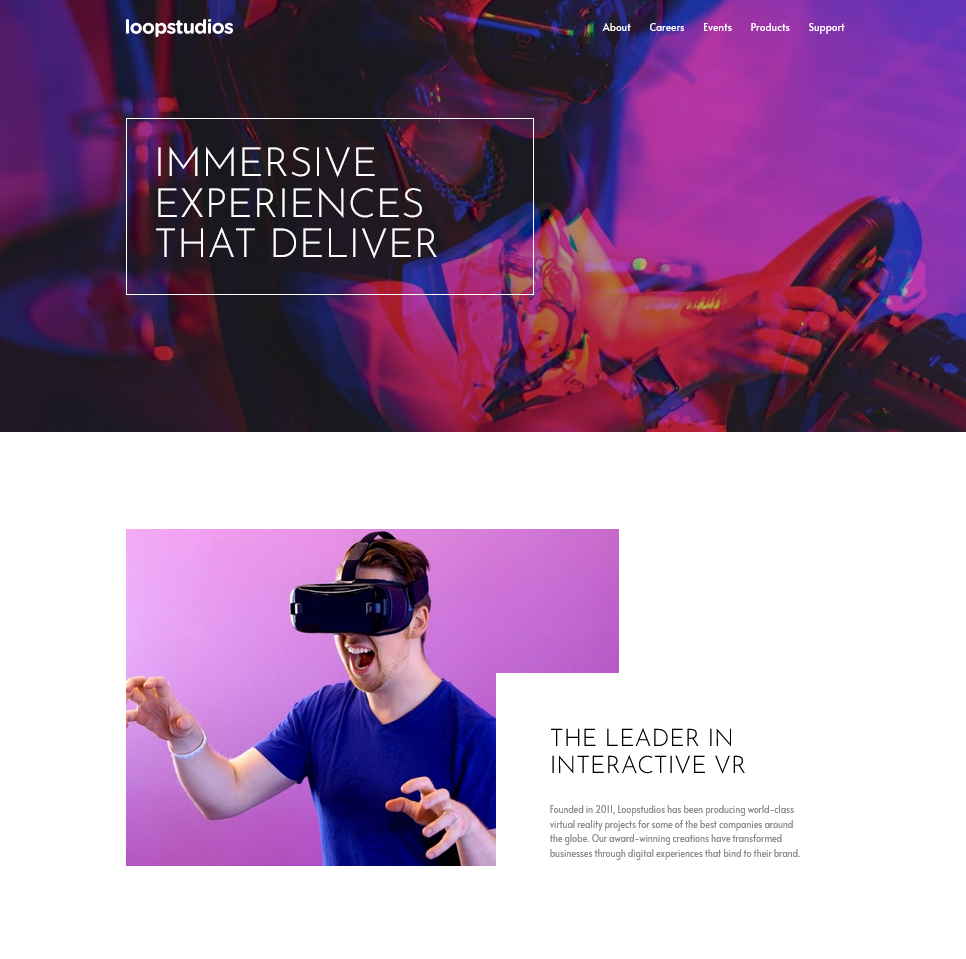 loopstudios
About Careers Events Products Support
IMMERSIVE
EXPERIENCES
THAT DELIVER
THE LEADER IN
INTERACTIVE VR
Founded in 2011, Loopstudios has been producing world-class
virtual reality projects for some of the best companies around
the globe. Our award-winning creations have transformed
businesses through digital experiences that bind to their brand.